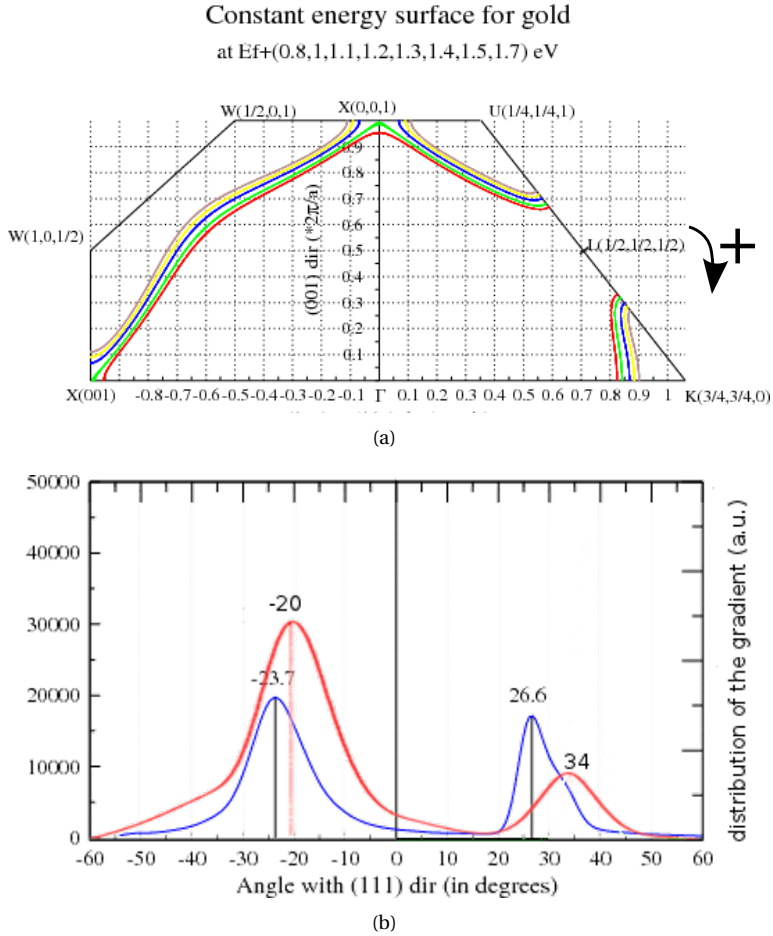 Constant energy surface for gold
at Ef+(0.8,1,1.1,1.2,1.3,1.4,1.5,1.7) eV
W(1/2,0,1) X(0,0,1) U(1/4,1/4,1)
0.9
0.8
0.7
0.6
W(1,0,1/2) 0.5 L(1/2,1/2,1/2) +
0.4
0.3
0.2
0.1
(001) dir (*2π/a)
X(001) -0.8 -0.7 -0.6 -0.5 -0.4 -0.3 -0.2 -0.1 Γ 0.1 0.2 0.3 0.4 0.5 0.6 0.7 0.8 0.9 1 K(3/4,3/4,0)
(a)
50000
40000
30000
20000
10000
0
-20
-23.7
26.6
34
distribution of the gradient (a.u.)
-60 -50 -40 -30 -20 -10 0 10 20 30 40 50 60
Angle with (111) dir (in degrees)
(b)